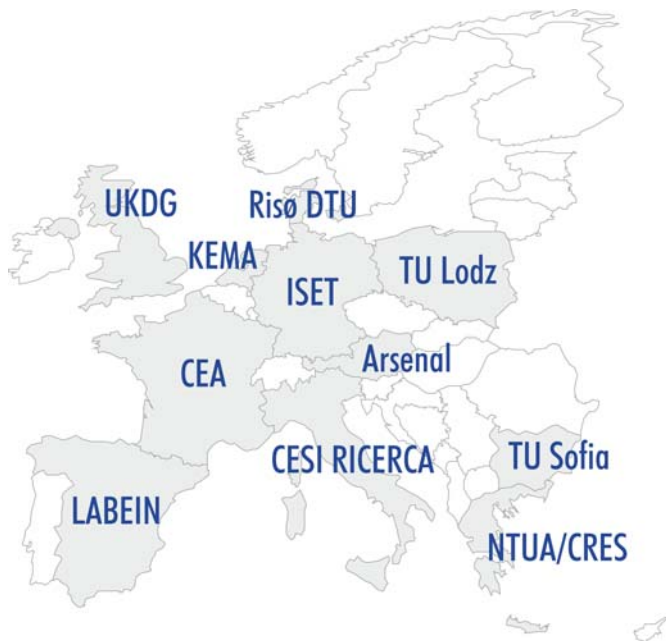 UKDG
Risø DTU
KEMA
TU Lodz
ISET
Arsenal
CEA
CESI RICERCA
TU Sofia
LABEIN
NTUA/CRES